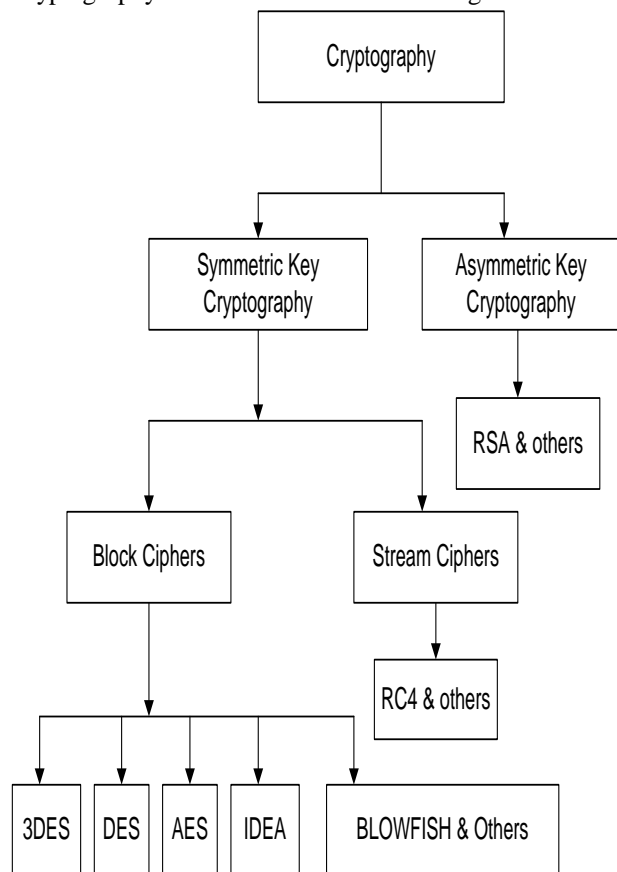 Cryptography
Symmetric Key
Cryptography
Asymmetric Key
Cryptography
RSA & others
Block Ciphers
Stream Ciphers
RC4 & others
3DES
DES
AES
IDEA
BLOWFISH & Others